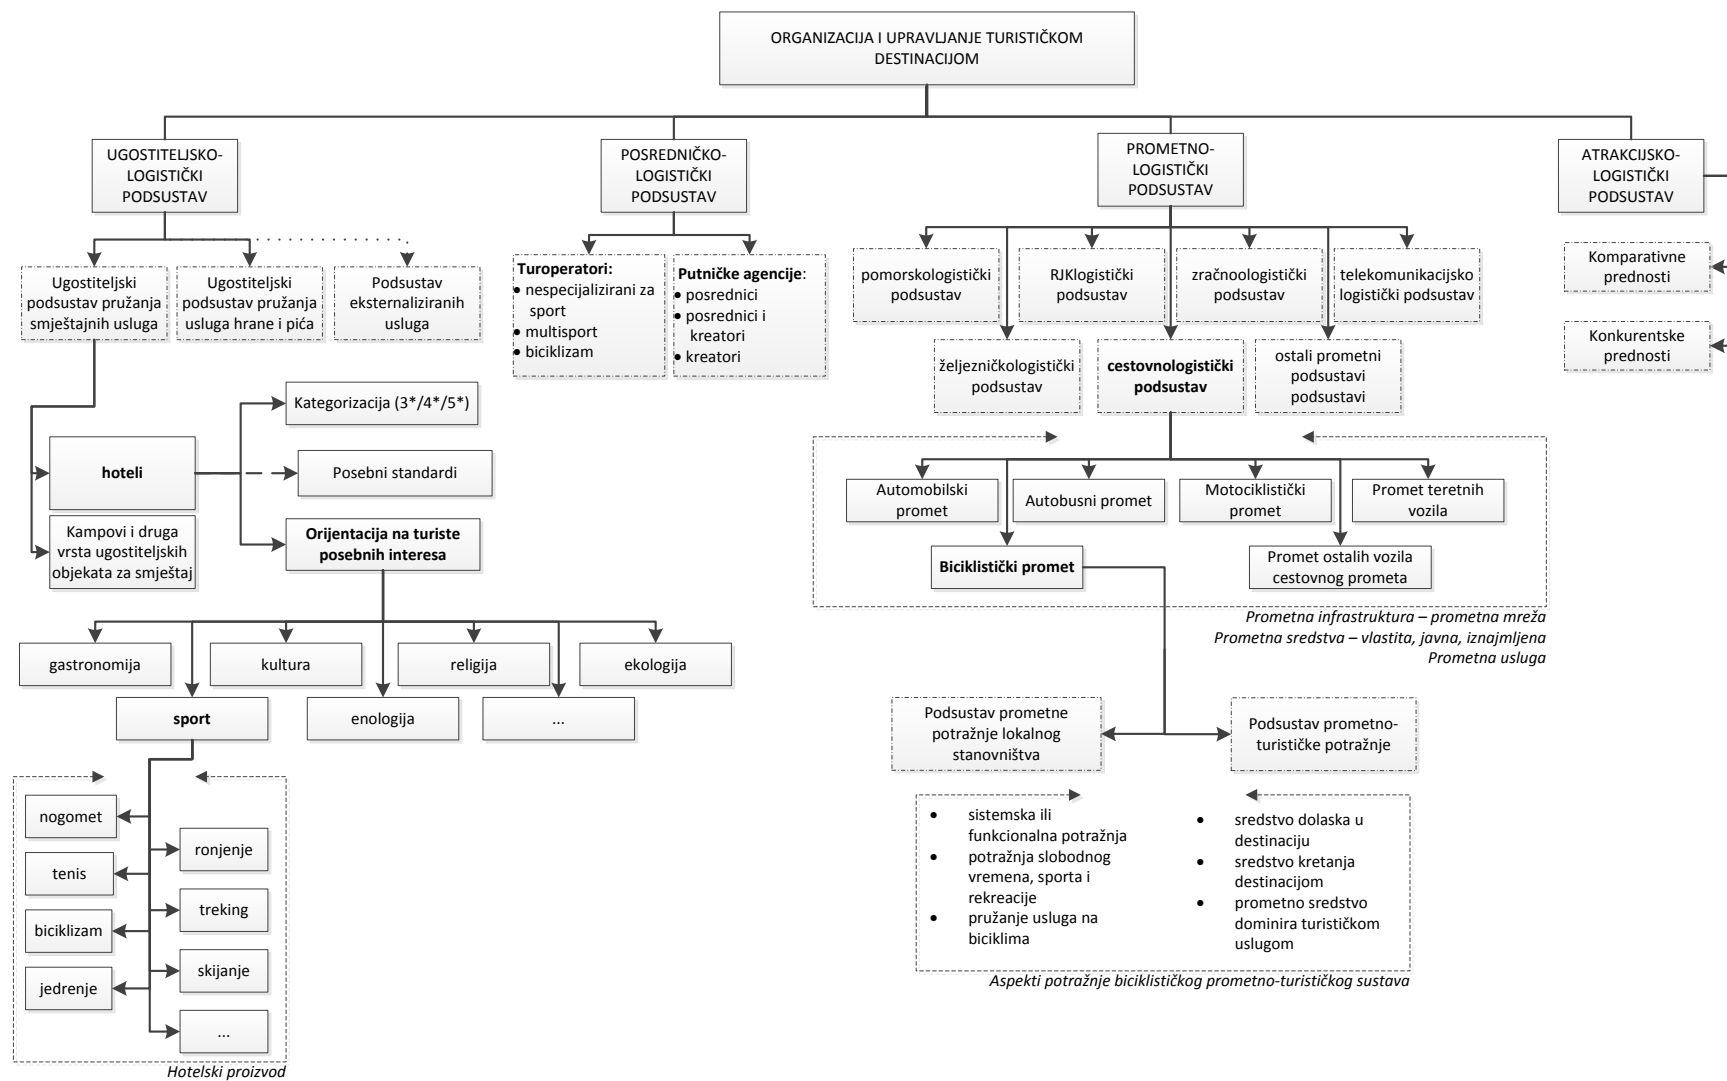 ORGANIZACIJA I UPRAVLJANJE TURISTIČKOM
DESTINACIJOM
UGOSTITELJSKO-
LOGISTIČKI
PODSUSTAV
POSREDNIČKO-
LOGISTIČKI
PODSUSTAV
PROMETNO-
LOGISTIČKI
PODSUSTAV
ATRAKCIJSKO-
LOGISTIČKI
PODSUSTAV
Ugostiteljski
podsustav pružanja
smještajnih usluga
Ugostiteljski
podsustav pružanja
usluga hrane i pića
Podsustav
eksternaliziranih
usluga
Turoperatori:
• nespecijalizirani za
sport
• multisport
• biciklizam
Putničke agencije:
• posrednici
• posrednici i
kreatori
• kreatori
pomorskologistički
podsustav
RJKlogistički
podsustav
zračnoologistički
podsustav
telekomunikacijsko
logistički podsustav
Komparativne
prednosti
Konkurentske
prednosti
željezničkologistički
podsustav
cestovnologistički
podsustav
ostali prometni
podsustavi
podsustavi
Kategorizacija (3*/4*/5*)
hoteli
Posebni standardi
Kampovi i druga
vrsta ugostiteljskih
objekata za smještaj
Orijentacija na turiste
posebnih interesa
Automobilski
promet
Autobusni promet
Motociklistički
promet
Promet teretnih
vozila
Biciklistički promet
Promet ostalih vozila
cestovnog prometa
Prometna infrastruktura – prometna mreža
Prometna sredstva – vlastita, javna, iznajmljena
Prometna usluga
gastronomija
kultura
religija
ekologija
sport
enologija
...
Podsustav prometne
potražnje lokalnog
stanovništva
Podsustav prometno-
turističke potražnje
nogomet
ronjenje
tenis
treking
biciklizam
skijanje
jedrenje
...
Hotelski proizvod
• sistemska ili
funkcionalna potražnja
• potražnja slobodnog
vremena, sporta i
rekreacije
• pružanje usluga na
biciklima
• sredstvo dolaska u
destinaciju
• sredstvo kretanja
destinacijom
• prometno sredstvo
dominira turističkom
uslugom
Aspekti potražnje biciklističkog prometno-turističkog sustava